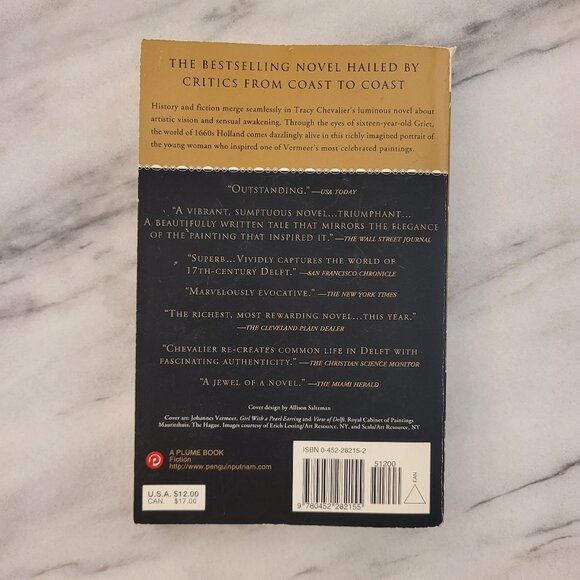 THE BESTSELLING NOVEL HAILED BY
CRITICS FROM COAST TO COAST
History and fiction merge seamlessly in Tracy Chevalier's luminous novel about
artistic vision and sensual awakening. Through the eyes of sixteen-year-old Griet,
the world of 1660s Holland comes dazzlingly alive in this richly imagined portrait of
the young woman who inspired one of Vermeer's most celebrated paintings.
"OUTSTANDING."—USA TODAY
"A VIBRANT, SUMPTUOUS NOVEL…TRIUMPHANT…
A BEAUTIFULLY WRITTEN TALE THAT MIRRORS THE ELEGANCE
OF THE PAINTING THAT INSPIRED IT."—THE WALL STREET JOURNAL
"SUPERB…VIVIDLY CAPTURES THE WORLD OF
17TH-CENTURY DELFT."—SAN FRANCISCO CHRONICLE
"MARVELOUSLY EVOCATIVE."—THE NEW YORK TIMES
"THE RICHEST, MOST REWARDING NOVEL…THIS YEAR."
—THE CLEVELAND PLAIN DEALER
"CHEVALIER RE-CREATES COMMON LIFE IN DELFT WITH
FASCINATING AUTHENTICITY."—THE CHRISTIAN SCIENCE MONITOR
"A JEWEL OF A NOVEL."—THE MIAMI HERALD
Cover design by Allison Saltzman
Cover art: Johannes Vermeer, Girl With a Pearl Earring and View of Delft, Royal Cabinet of Paintings
Mauritshuis, The Hague. Images courtesy of Erich Lessing/Art Resource, NY, and Scala/Art Resource, NY
A PLUME BOOK
Fiction
http://www.penguinputnam.com
U.S.A. $12.00
CAN. $17.00
ISBN 0-452-28215-2
51200
9 780452 282155
EAN